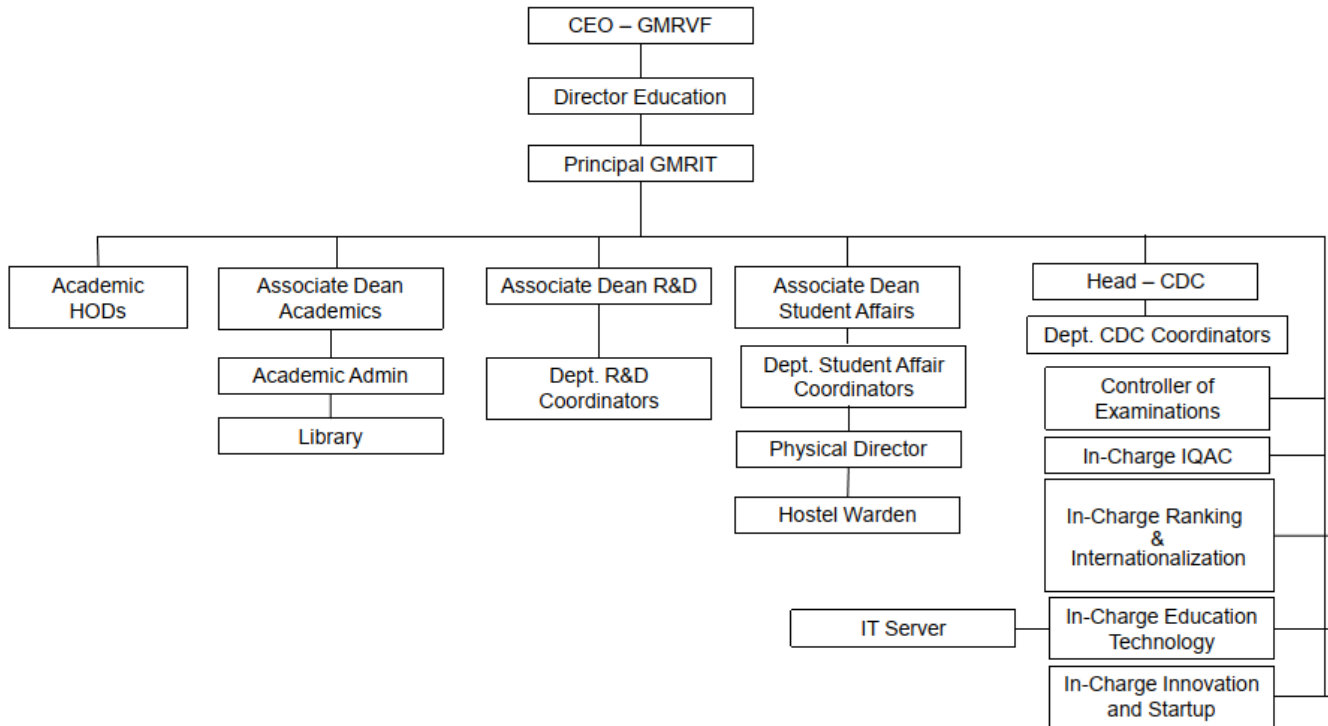 CEO – GMRVF
Director Education
Principal GMRIT
Academic
HODs
Associate Dean
Academics
Academic Admin
Library
Associate Dean R&D
Dept. R&D
Coordinators
Associate Dean
Student Affairs
Dept. Student Affair
Coordinators
Physical Director
Hostel Warden
Head – CDC
Dept. CDC Coordinators
Controller of
Examinations
In-Charge IQAC
In-Charge Ranking
&
Internationalization
IT Server
In-Charge Education
Technology
In-Charge Innovation
and Startup